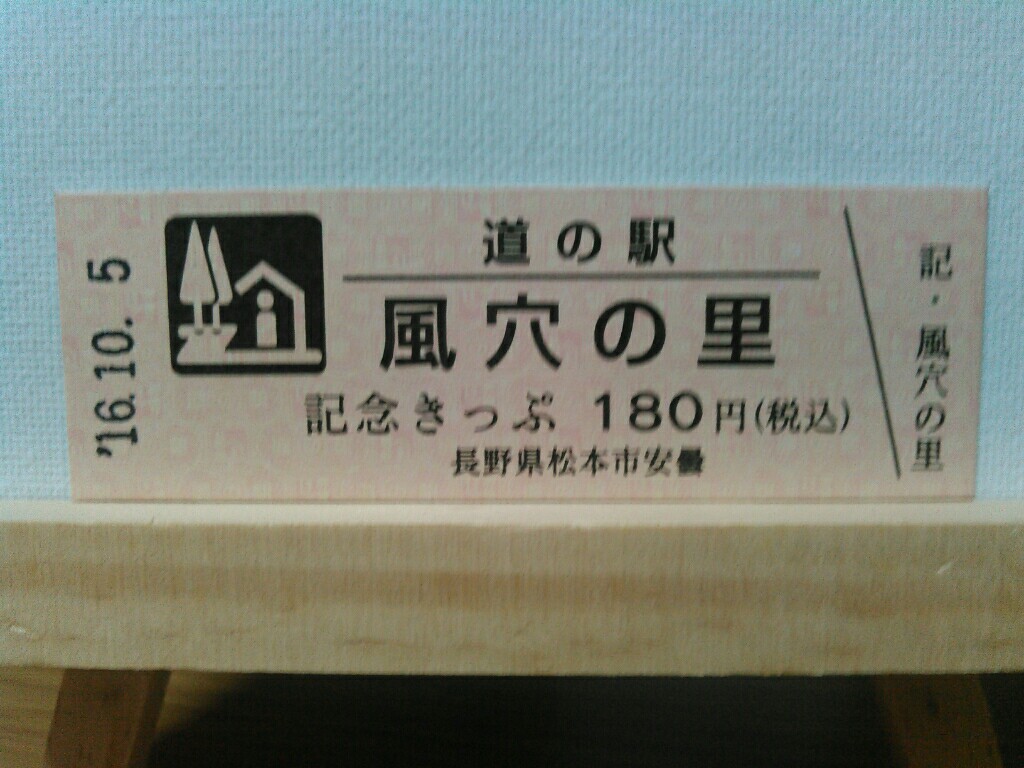 '16.10. 5
道の駅
風穴の里
記念きっぷ 180円(税込)
長野県松本市安曇
記・風穴の里